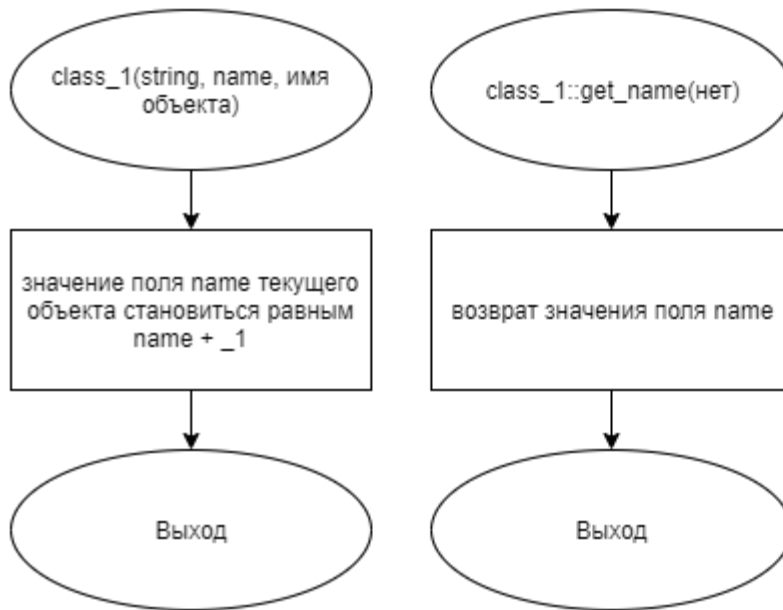 class_1(string, name, имя
объекта)
значение поля name текущего
объекта становиться равным
name + _1
Выход
class_1::get_name(нет)
возврат значения поля name
Выход